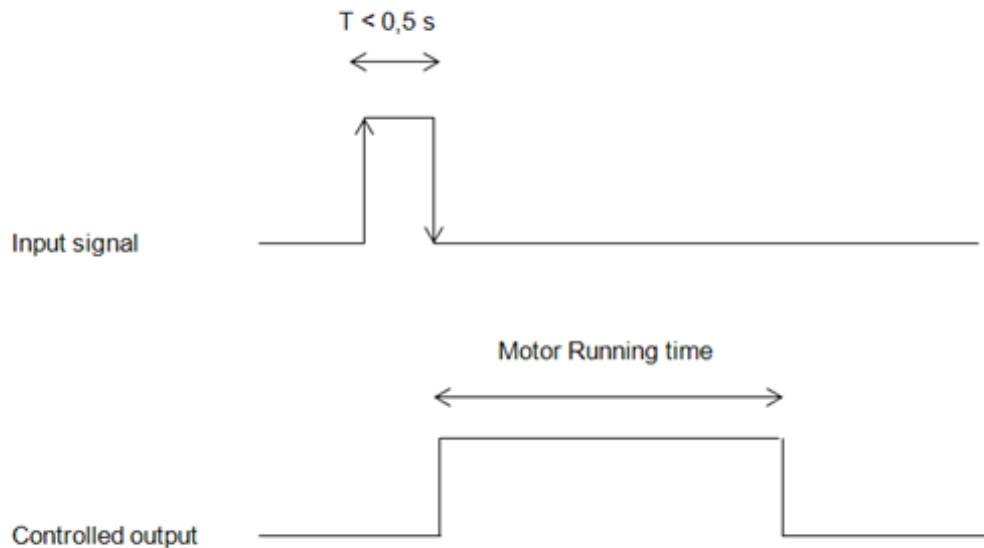 T < 0,5 s
Input signal
Motor Running time
Controlled output